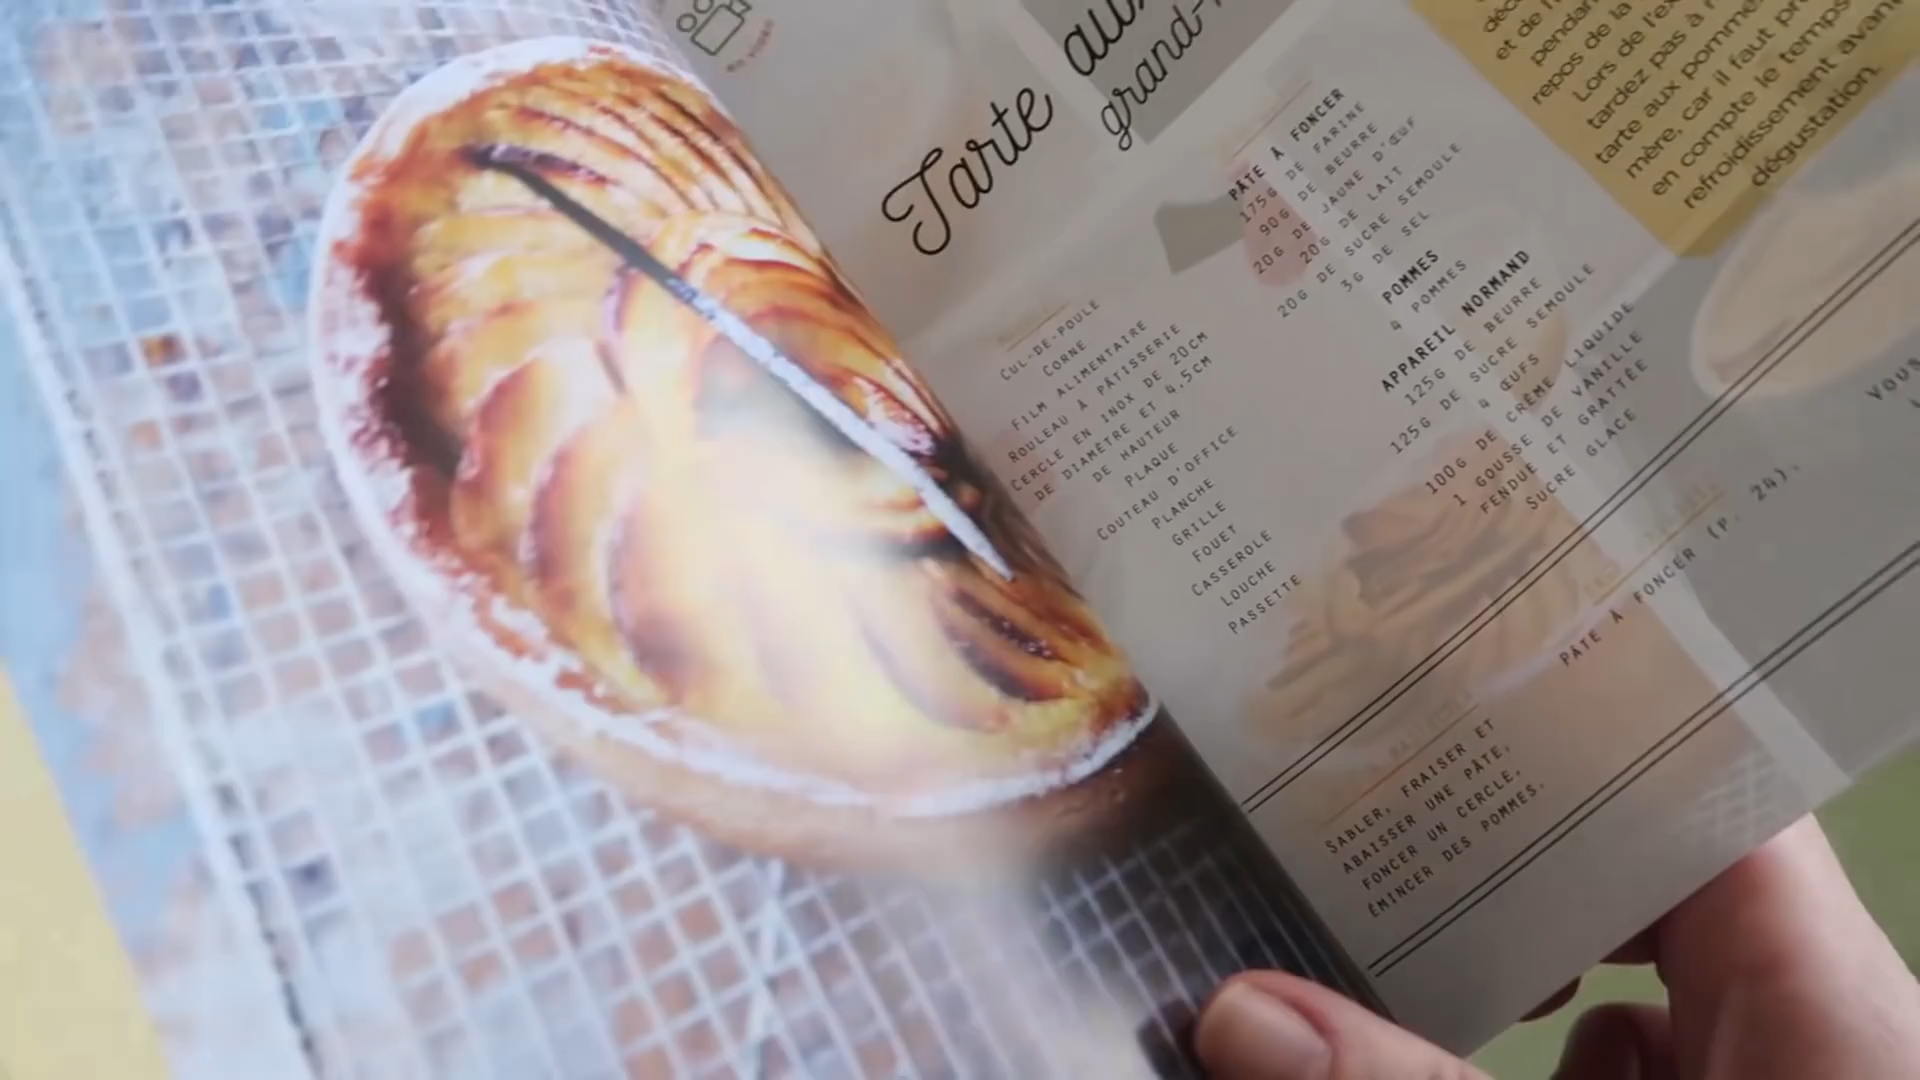 Tarte aux
grand-
PÂTE À FONCER
175G DE FARINE
90G DE BEURRE
20G DE JAUNE D'ŒUF
20G DE LAIT
20G DE SUCRE SEMOULE
3G DE SEL
POMMES
4 POMMES
APPAREIL NORMAND
125G DE BEURRE
125G DE SUCRE SEMOULE
4 ŒUFS
100G DE CRÈME LIQUIDE
1 GOUSSE DE VANILLE
FENDUE ET GRATTÉE
SUCRE GLACE
CUL-DE-POULE
CORNE
FILM ALIMENTAIRE
ROULEAU À PÂTISSERIE
CERCLE EN INOX DE 20CM
DE DIAMÈTRE ET 4,5CM
DE HAUTEUR
PLAQUE
COUTEAU D'OFFICE
PLANCHE
GRILLE
FOUET
CASSEROLE
LOUCHE
PASSETTE
et de
pendan
repos de la
Lors de l'ex
tardez pas à
tarte aux pomme
mère, car il faut pr
en compte le temps
refroidissement avan
dégustation.
PÂTE À FONCER (P. 24).
SABLER, FRAISER ET
ABAISSER UNE PÂTE,
FONCER UN CERCLE,
ÉMINCER DES POMMES.